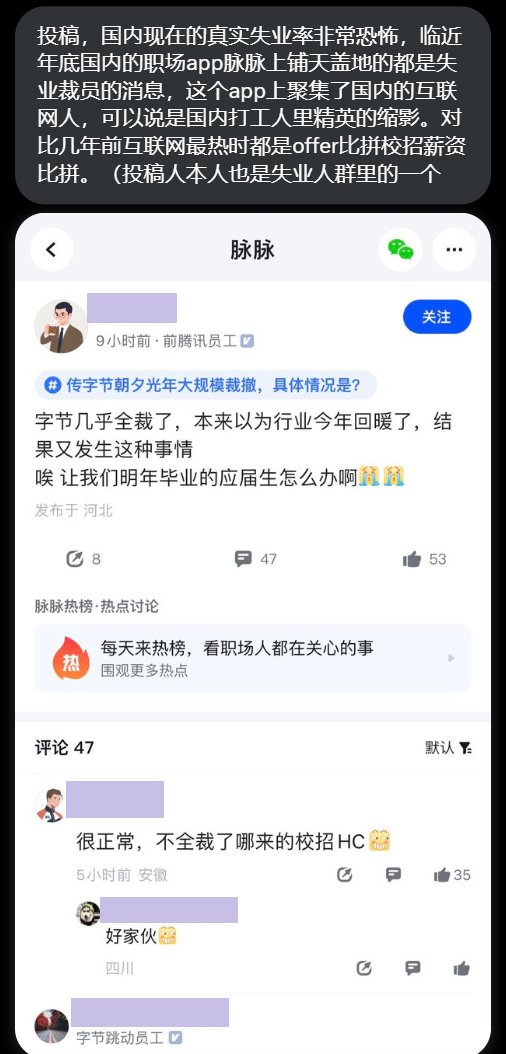 投稿，国内现在的真实失业率非常恐怖，临近
年底国内的职场app脉脉上铺天盖地的都是失
业裁员的消息，这个app上聚集了国内的互联
网人，可以说是国内打工人里精英的缩影。对
比几年前互联网最热时都是offer比拼校招薪资
比拼。（投稿人本人也是失业人群里的一个
脉脉
9小时前 · 前腾讯员工
关注
# 传字节朝夕光年大规模裁撤，具体情况是?
字节几乎全裁了，本来以为行业今年回暖了，结
果又发生这种事情
唉 让我们明年毕业的应届生怎么办啊😭😭
发布于 河北
8
47
53
脉脉热榜·热点讨论
热
每天来热榜，看职场人都在关心的事
围观更多热点
评论 47
默认
很正常，不全裁了哪来的校招HC
5小时前 安徽
35
好家伙
四川
字节跳动员工